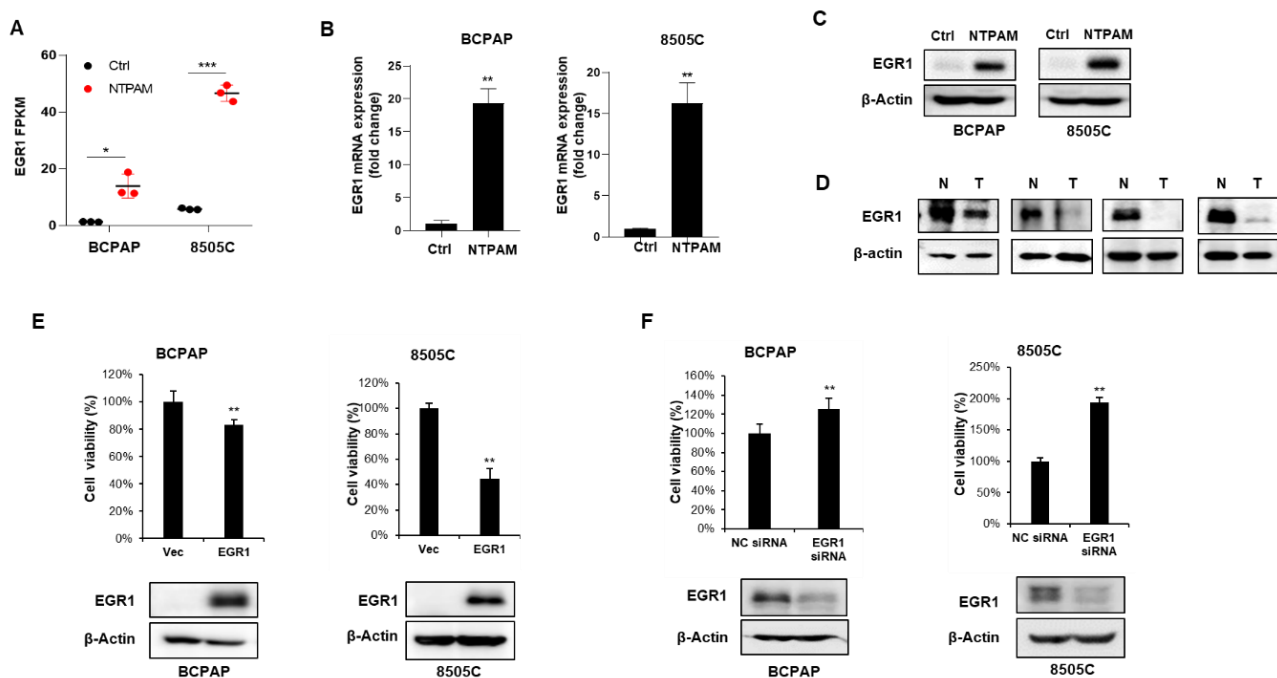 A
Ctrl
NTPAM
EGR1 FPKM
60
40
20
0
*
***
BCPAP
8505C
B
BCPAP
EGR1 mRNA expression
(fold change)
25
20
15
10
5
0
**
Ctrl
NTPAM
8505C
EGR1 mRNA expression
(fold change)
20
15
10
5
0
**
Ctrl
NTPAM
C
Ctrl NTPAM
Ctrl NTPAM
EGR1
β-Actin
BCPAP
8505C
D
N T
N T
N T
N T
EGR1
β-actin
E
BCPAP
Cell viability (%)
120%
100%
80%
60%
40%
20%
0%
**
Vec
EGR1
EGR1
β-Actin
BCPAP
8505C
Cell viability (%)
120%
100%
80%
60%
40%
20%
0%
**
Vec
EGR1
EGR1
β-Actin
8505C
F
BCPAP
Cell viability (%)
160%
140%
120%
100%
80%
60%
40%
20%
0%
**
NC siRNA
EGR1
siRNA
EGR1
β-Actin
BCPAP
8505C
Cell viability (%)
250%
200%
150%
100%
50%
0%
**
NC siRNA
EGR1
siRNA
EGR1
β-Actin
8505C